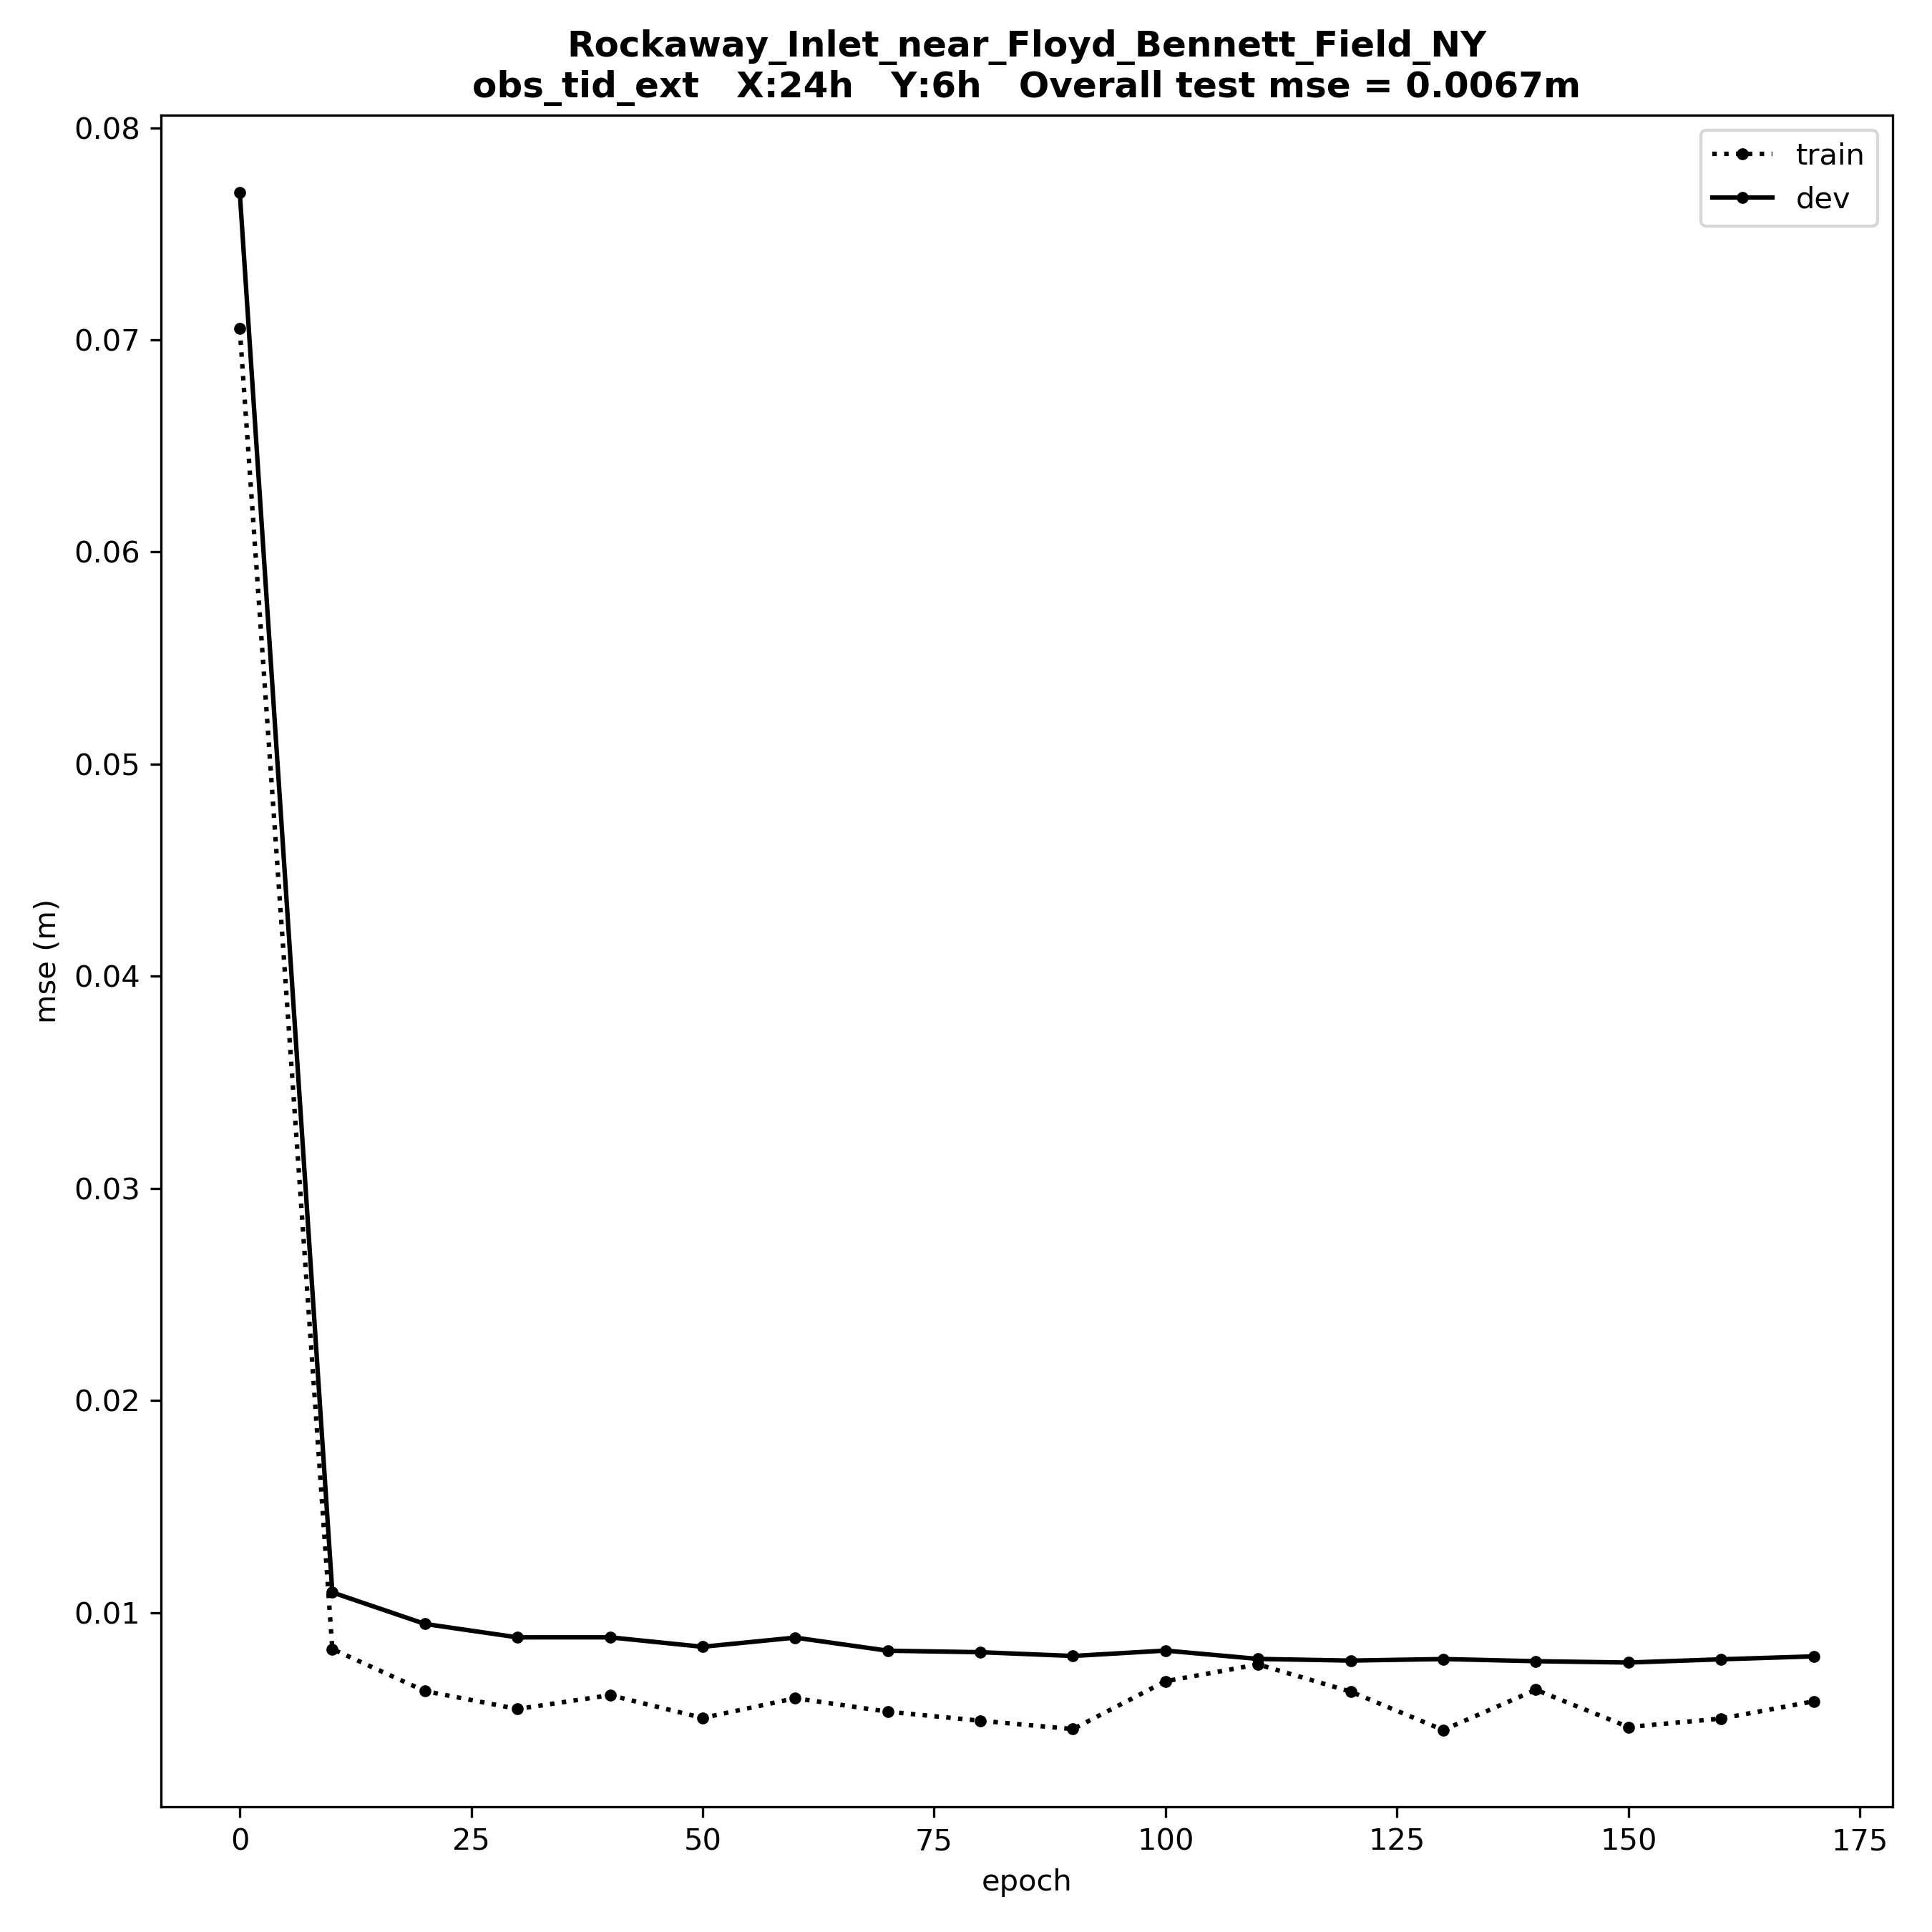 Rockaway_Inlet_near_Floyd_Bennett_Field_NY
obs_tid_ext X:24h Y:6h Overall test mse = 0.0067m
train
dev
0.08
0.07
0.06
0.05
0.04
0.03
0.02
0.01
mse (m)
0 25 50 75 100 125 150 175
epoch